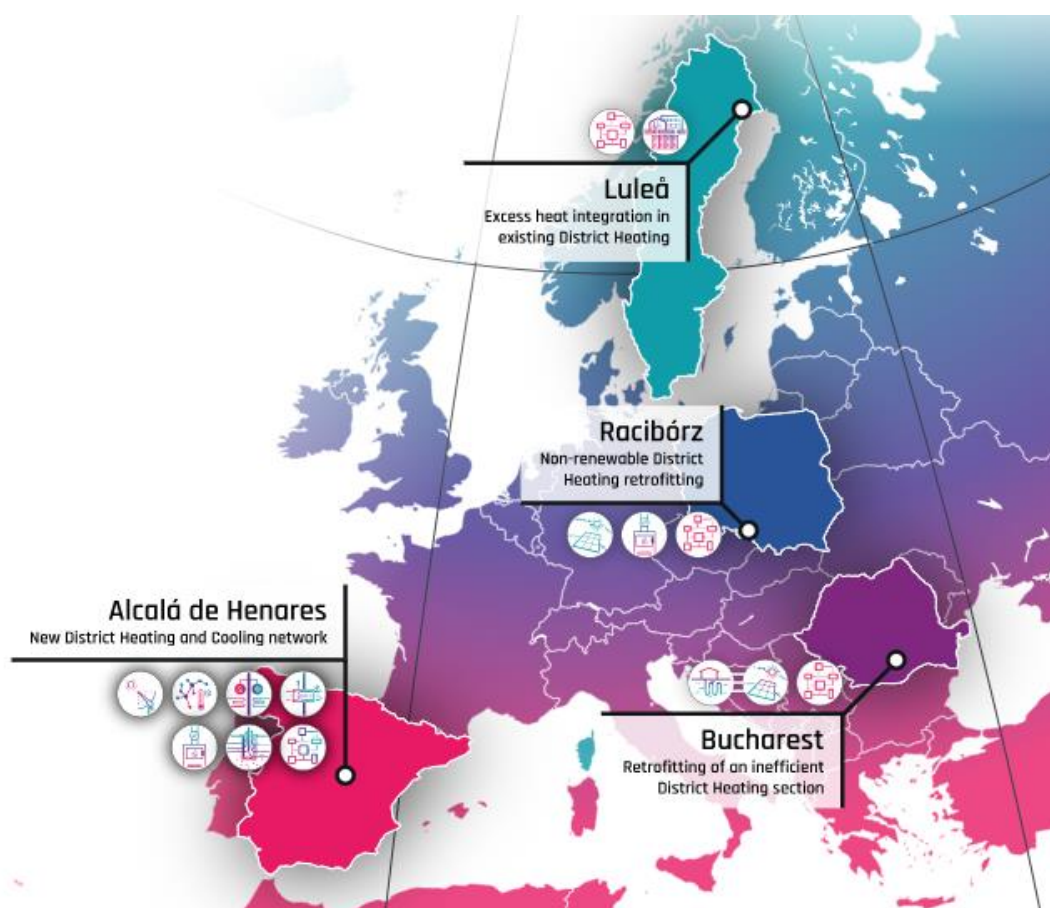 Luleå
Excess heat integration in
existing District Heating
Racibórz
Non-renewable District
Heating retrofitting
Alcalá de Henares
New District Heating and Cooling network
Bucharest
Retrofitting of an inefficient
District Heating section